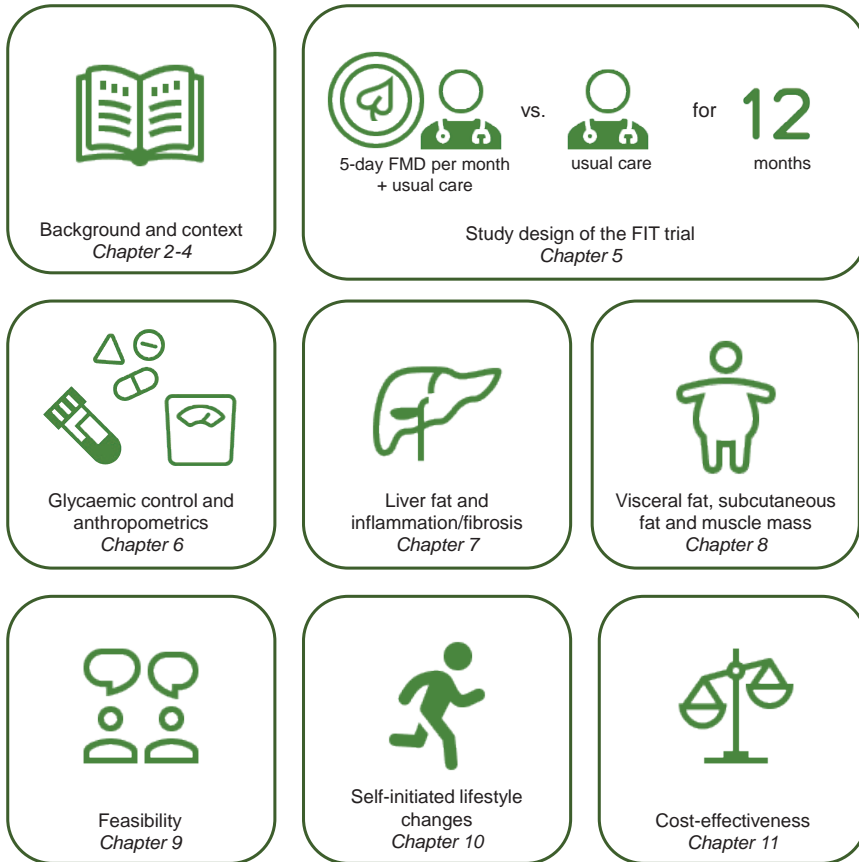 Background and context
Chapter 2-4
5-day FMD per month
+ usual care
vs.
usual care
for
12
months
Study design of the FIT trial
Chapter 5
Glycaemic control and
anthropometrics
Chapter 6
Liver fat and
inflammation/fibrosis
Chapter 7
Visceral fat, subcutaneous
fat and muscle mass
Chapter 8
Feasibility
Chapter 9
Self-initiated lifestyle
changes
Chapter 10
Cost-effectiveness
Chapter 11